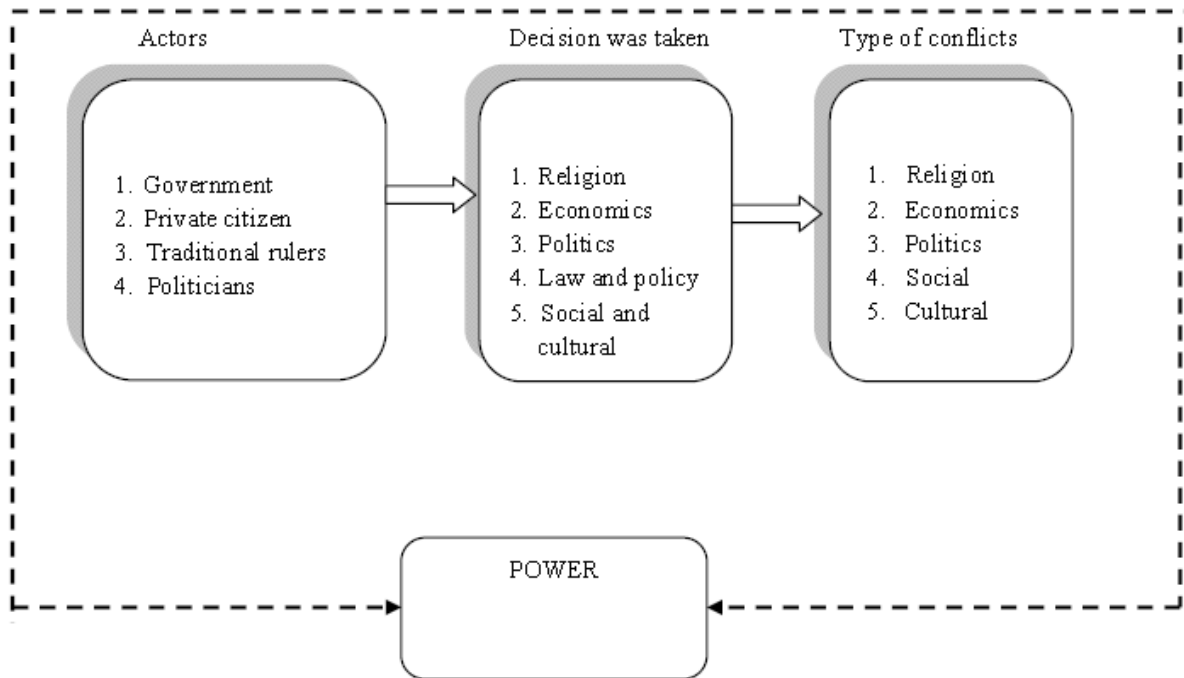 Actors
Decision was taken
Type of conflicts
1. Government
2. Private citizen
3. Traditional rulers
4. Politicians
1. Religion
2. Economics
3. Politics
4. Law and policy
5. Social and
cultural
1. Religion
2. Economics
3. Politics
4. Social
5. Cultural
POWER